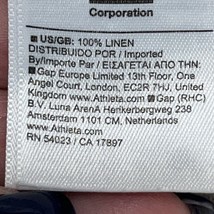 Corporation
US/GB: 100% LINEN
DISTRIBUIDO POR / Imported
By / Importado Par / ΕΙΣΑΓΕΤΑΙ ΑΠΟ ΤΗΝ:
Gap Europe Limited 13th Floor, One
Angel Court, London, EC2R 7HJ, United
Kingdom www.Athleta.com Gap (RHC)
B.V. Luna ArenA Herikerbergweg 238
Amsterdam 1101 CM, Netherlands
www.Athleta.com
RN 54023 / CA 17897